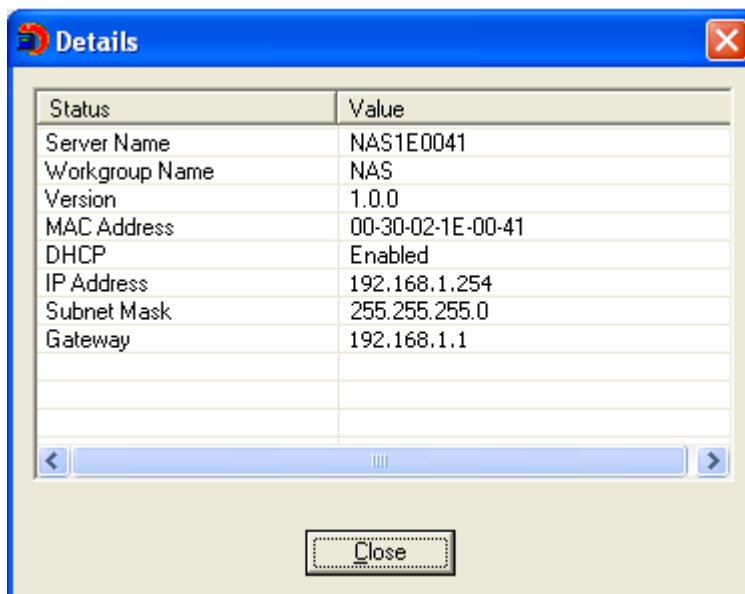 Details
Status Value
Server Name NAS1E0041
Workgroup Name NAS
Version 1.0.0
MAC Address 00-30-02-1E-00-41
DHCP Enabled
IP Address 192.168.1.254
Subnet Mask 255.255.255.0
Gateway 192.168.1.1
Close